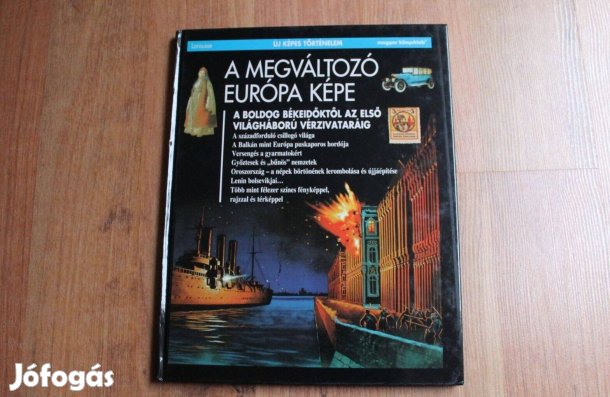 Larousse
ÚJ KÉPES TÖRTÉNELEM
magyar könyvklub
A MEGVÁLTOZÓ
EURÓPA KÉPE
A BOLDOG BÉKEIDŐKTŐL AZ ELSŐ
VILÁGHÁBORÚ VÉRZIVATARÁIG
A századforduló csillogó világa
A Balkán mint Európa puskaporos hordója
Versengés a gyarmatokért
Győztesek és „bűnös” nemzetek
Oroszország – a népek börtönének lerombolása és újjáépítése
Lenin bolsevikjai…
Több mint félezer színes fényképpel,
rajzzal és térképpel
Jófogás